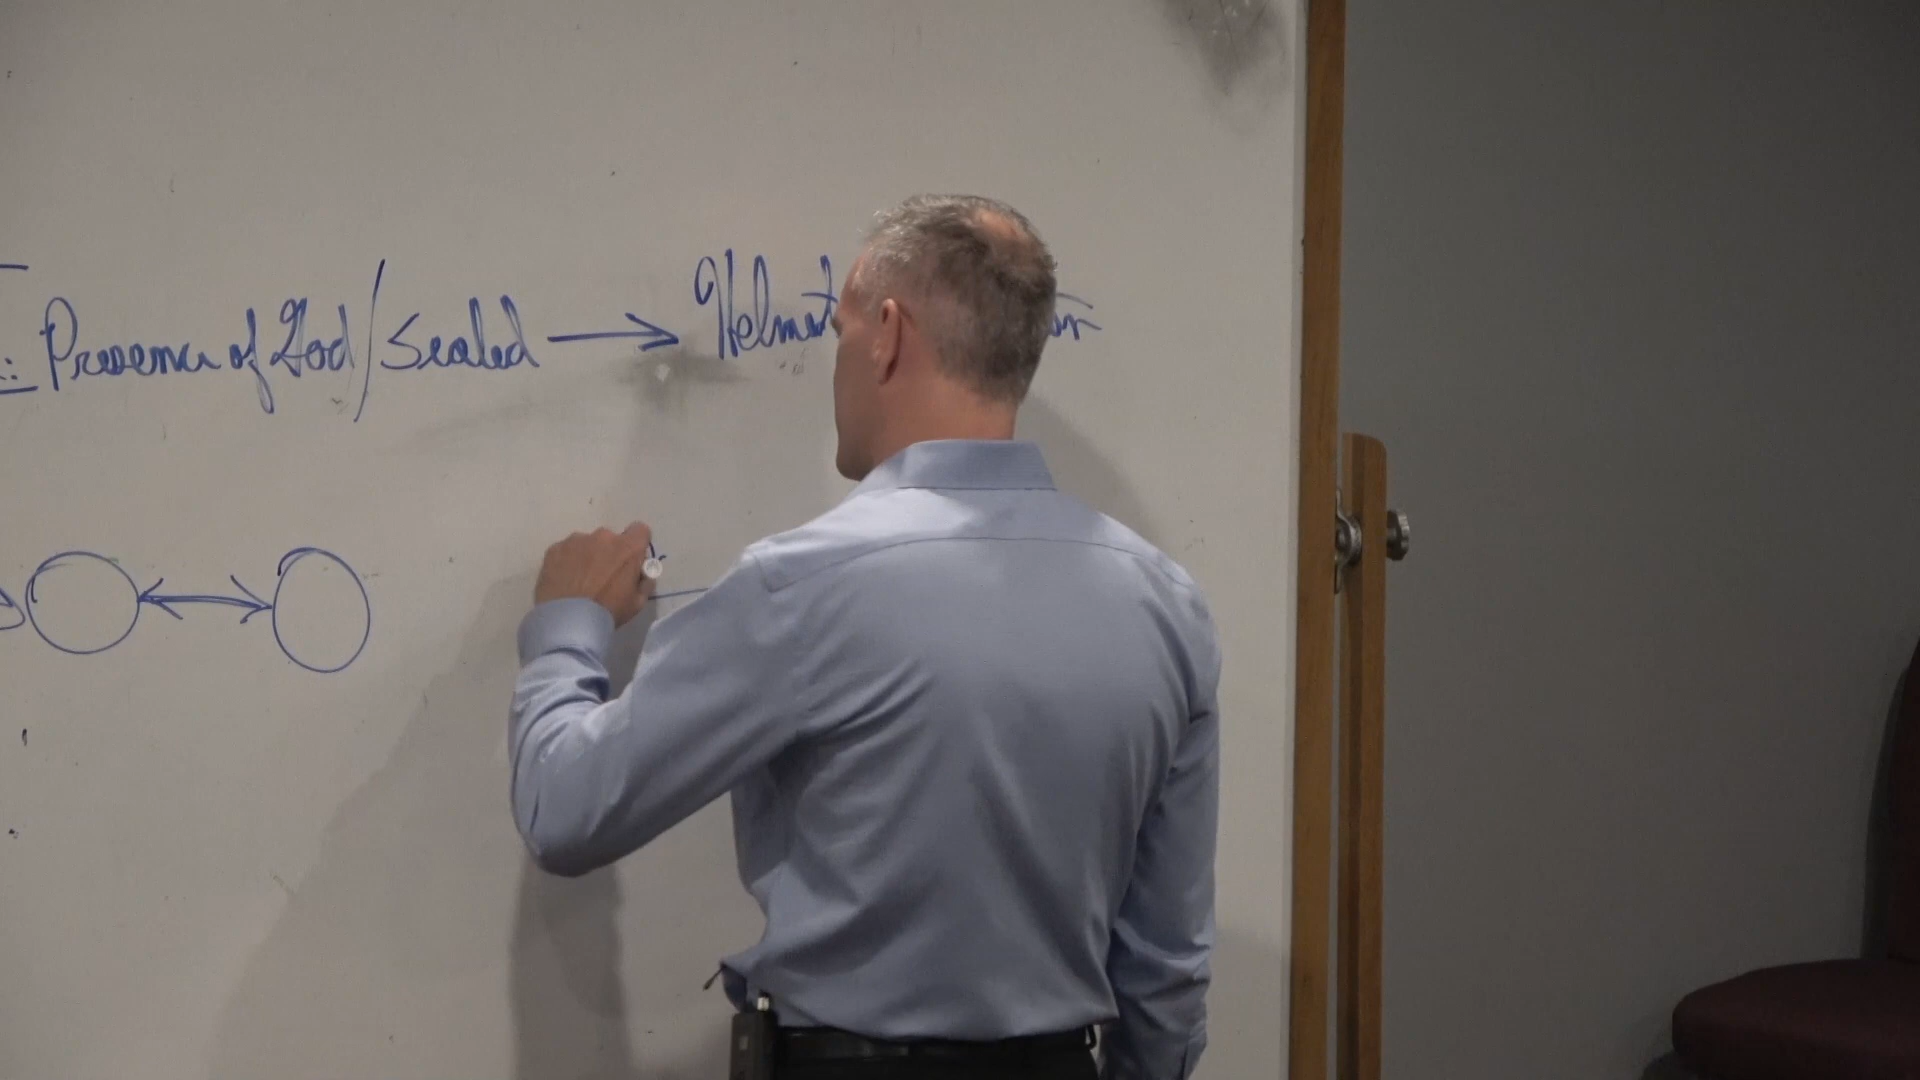 Presence of God/Sealed → Helmet